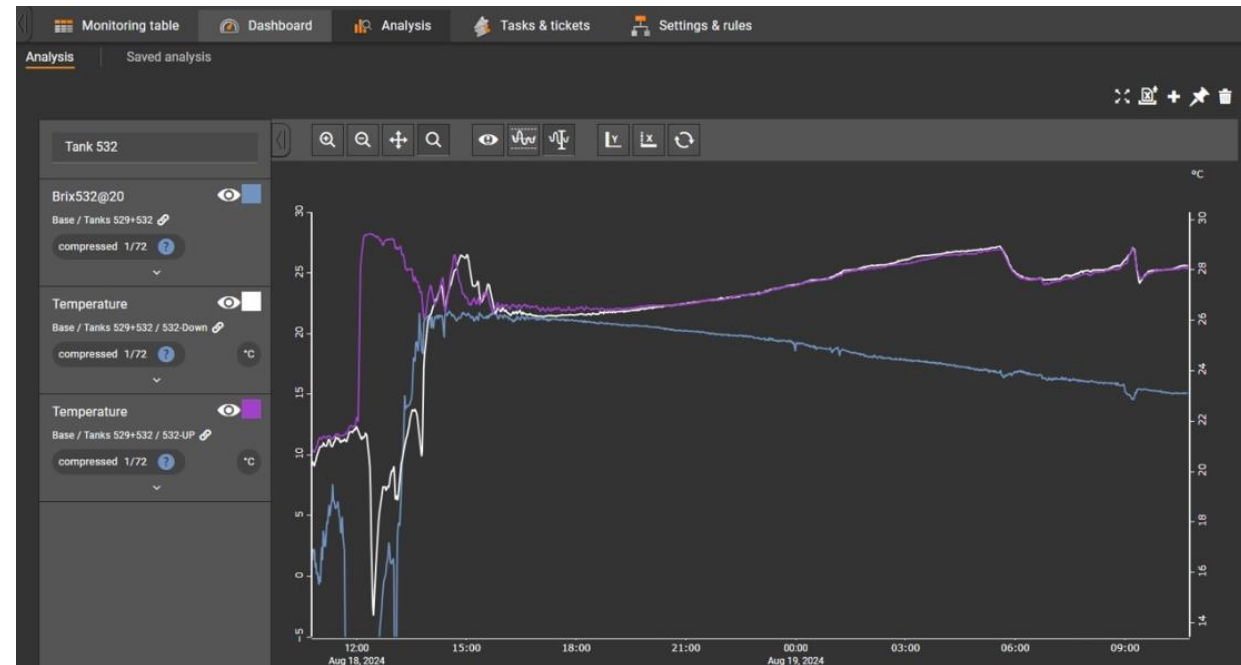 Monitoring table Dashboard Analysis Tasks & tickets Settings & rules
Analysis Saved analysis
Tank 532
Brix532@20
Base / Tanks 529+532
compressed 1/72 ?
Temperature
Base / Tanks 529+532 / 532-Down
compressed 1/72 ? °C
Temperature
Base / Tanks 529+532 / 532-UP
compressed 1/72 ? °C
Y X
°C
30
25
20
15
10
5
0
-5
30
28
26
24
22
20
18
16
14
12:00 15:00 18:00 21:00 00:00 03:00 06:00 09:00
Aug 18, 2024 Aug 19, 2024